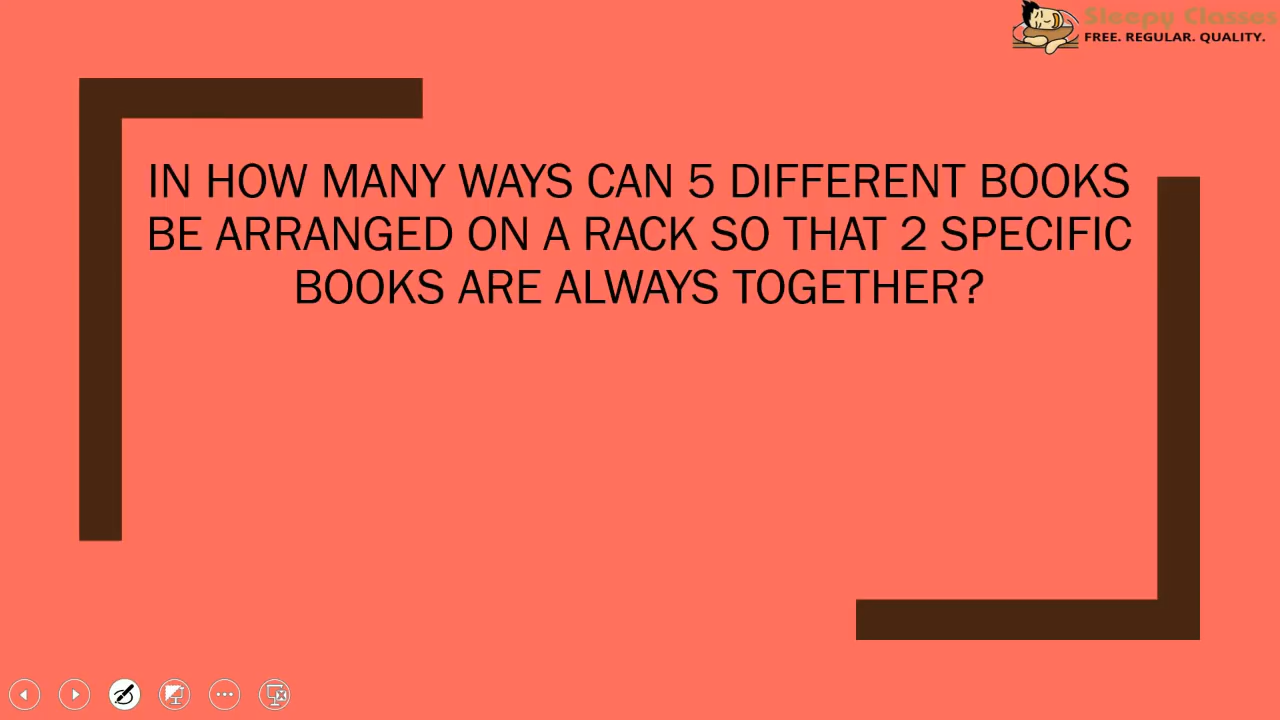 Sleepy Classes
FREE. REGULAR. QUALITY.
IN HOW MANY WAYS CAN 5 DIFFERENT BOOKS
BE ARRANGED ON A RACK SO THAT 2 SPECIFIC
BOOKS ARE ALWAYS TOGETHER?